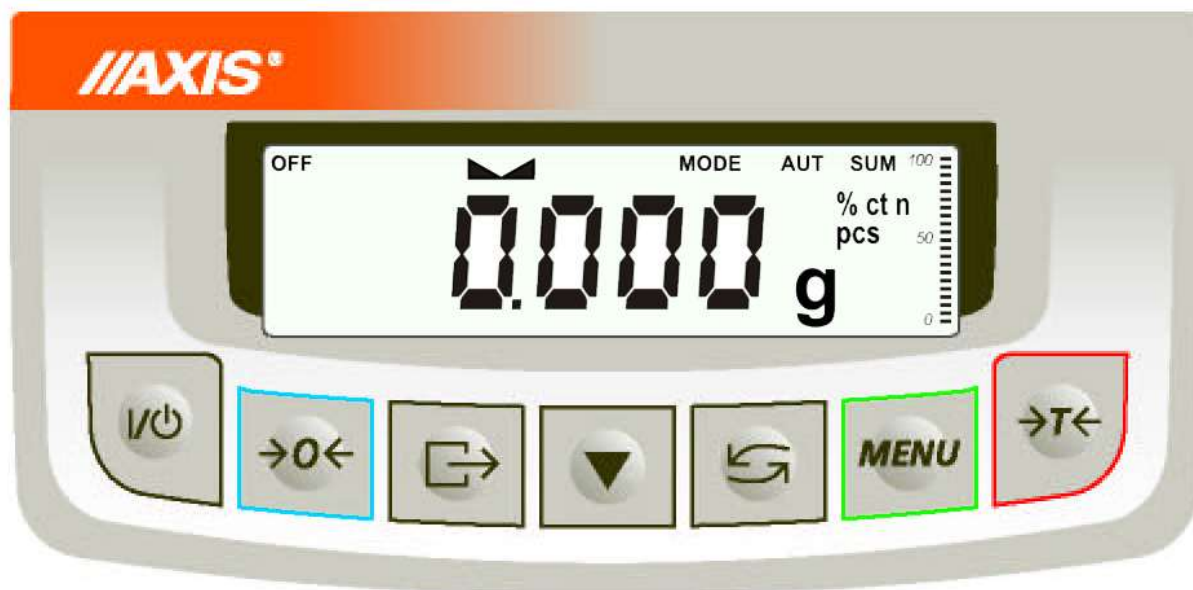 //AXIS®
OFF MODE AUT SUM 100
% ct n
pcs 50
0.000 g
0
I/⏻ →0← MENU →T←